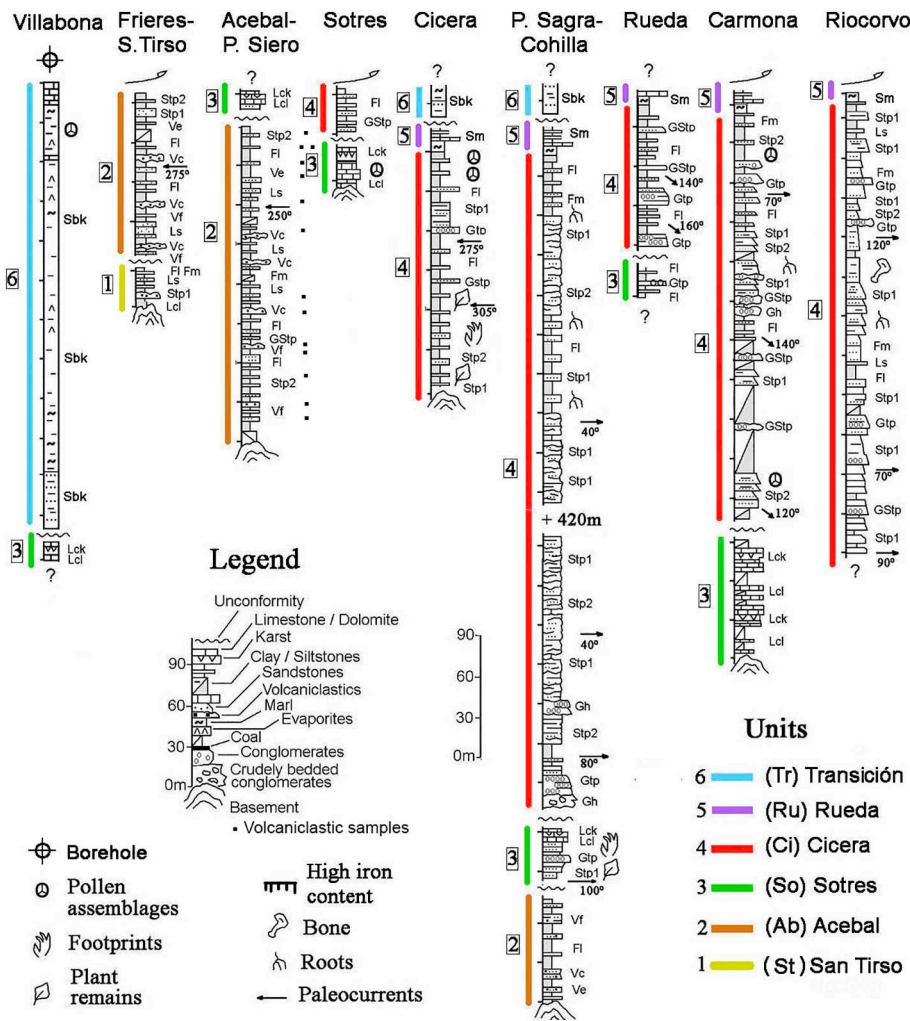 Villabona
Frieres-
S.Tirso
Acebal-
P. Siero
Sotres
Cicera
P. Sagra-
Cohilla
Rueda
Carmona
Riocorvo
6
Sbk
Sbk
Sbk
3
Lck
Lcl
?
2
Stp2
Stp1
Ve
Fl
Vc
275º
Fl
Vc
Vf
Ls
Vc
Vf
1
Fl Fm
Ls
Stp1
Lcl
?
3
Lck
Lcl
2
Stp2
Fl
Ve
Ls
250º
Vc
Ls
Vc
Fm
Ls
Vc
Fl
GStp
Vf
Fl
Stp2
Vf
4
Fl
GStp
3
Lck
Lcl
?
6
Sbk
5
Sm
4
Fl
Stp1
Gtp
275º
Fl
Gstp
305º
Stp2
Stp1
?
6
Sbk
5
Sm
4
Fl
Fm
Stp1
Stp2
Fl
Stp1
40º
Stp1
Stp1
+ 420m
Stp1
Stp2
40º
Stp1
Gh
Stp2
80º
Gtp
Gh
3
Lck
Lcl
Gtp
Stp1
100º
2
Vf
Fl
Vc
Ve
?
5
Sm
4
GStp
Fl
GStp
140º
Gtp
Fl
160º
Gtp
3
Fl
Gtp
Fl
?
5
4
Fm
Stp2
Gtp
70º
Fl
Stp1
Stp2
Stp1
GStp
Gh
Fl
140º
GStp
Stp1
GStp
Stp2
120º
3
Lck
Lcl
Lck
Lcl
5
Sm
4
Stp1
Ls
Stp1
Fm
Gtp
Stp1
Stp2
Gtp
120º
Stp1
Fm
Ls
Fl
Gtp
Stp1
70º
GStp
Stp1
90º
?
Legend
Unconformity
Limestone / Dolomite
Karst
Clay / Siltstones
Sandstones
Volcaniclastics
Marl
Evaporites
Coal
Conglomerates
Crudely bedded
conglomerates
Basement
▪ Volcaniclastic samples
90
60
30
0m
90
60
30
0m
Borehole
Pollen
assemblages
Footprints
Plant
remains
High iron
content
Bone
Roots
Paleocurrents
Units
6 (Tr) Transición
5 (Ru) Rueda
4 (Ci) Cicera
3 (So) Sotres
2 (Ab) Acebal
1 (St) San Tirso